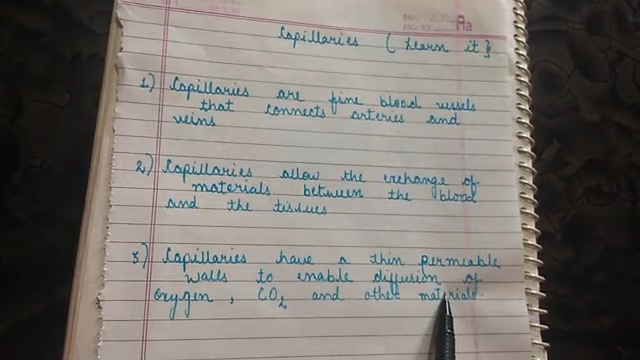 Capillaries ( Learn it }
1) Capillaries are fine blood vessels
that connects arteries and
veins
2) Capillaries allow the exchange of
materials between the blood
and the tissues
3) Capillaries have a thin permeable
walls to enable diffusion of
oxygen, CO2 and other materials.